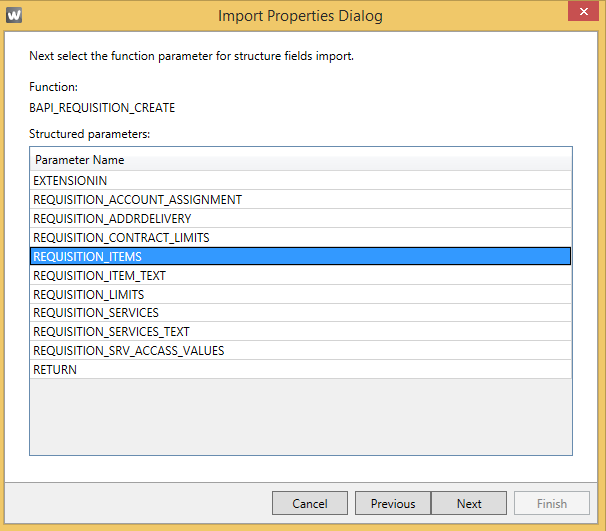 Import Properties Dialog
Next select the function parameter for structure fields import.
Function:
BAPI_REQUISITION_CREATE
Structured parameters:
Parameter Name
EXTENSIONIN
REQUISITION_ACCOUNT_ASSIGNMENT
REQUISITION_ADDRDELIVERY
REQUISITION_CONTRACT_LIMITS
REQUISITION_ITEMS
REQUISITION_ITEM_TEXT
REQUISITION_LIMITS
REQUISITION_SERVICES
REQUISITION_SERVICES_TEXT
REQUISITION_SRV_ACCASS_VALUES
RETURN
Cancel Previous Next Finish